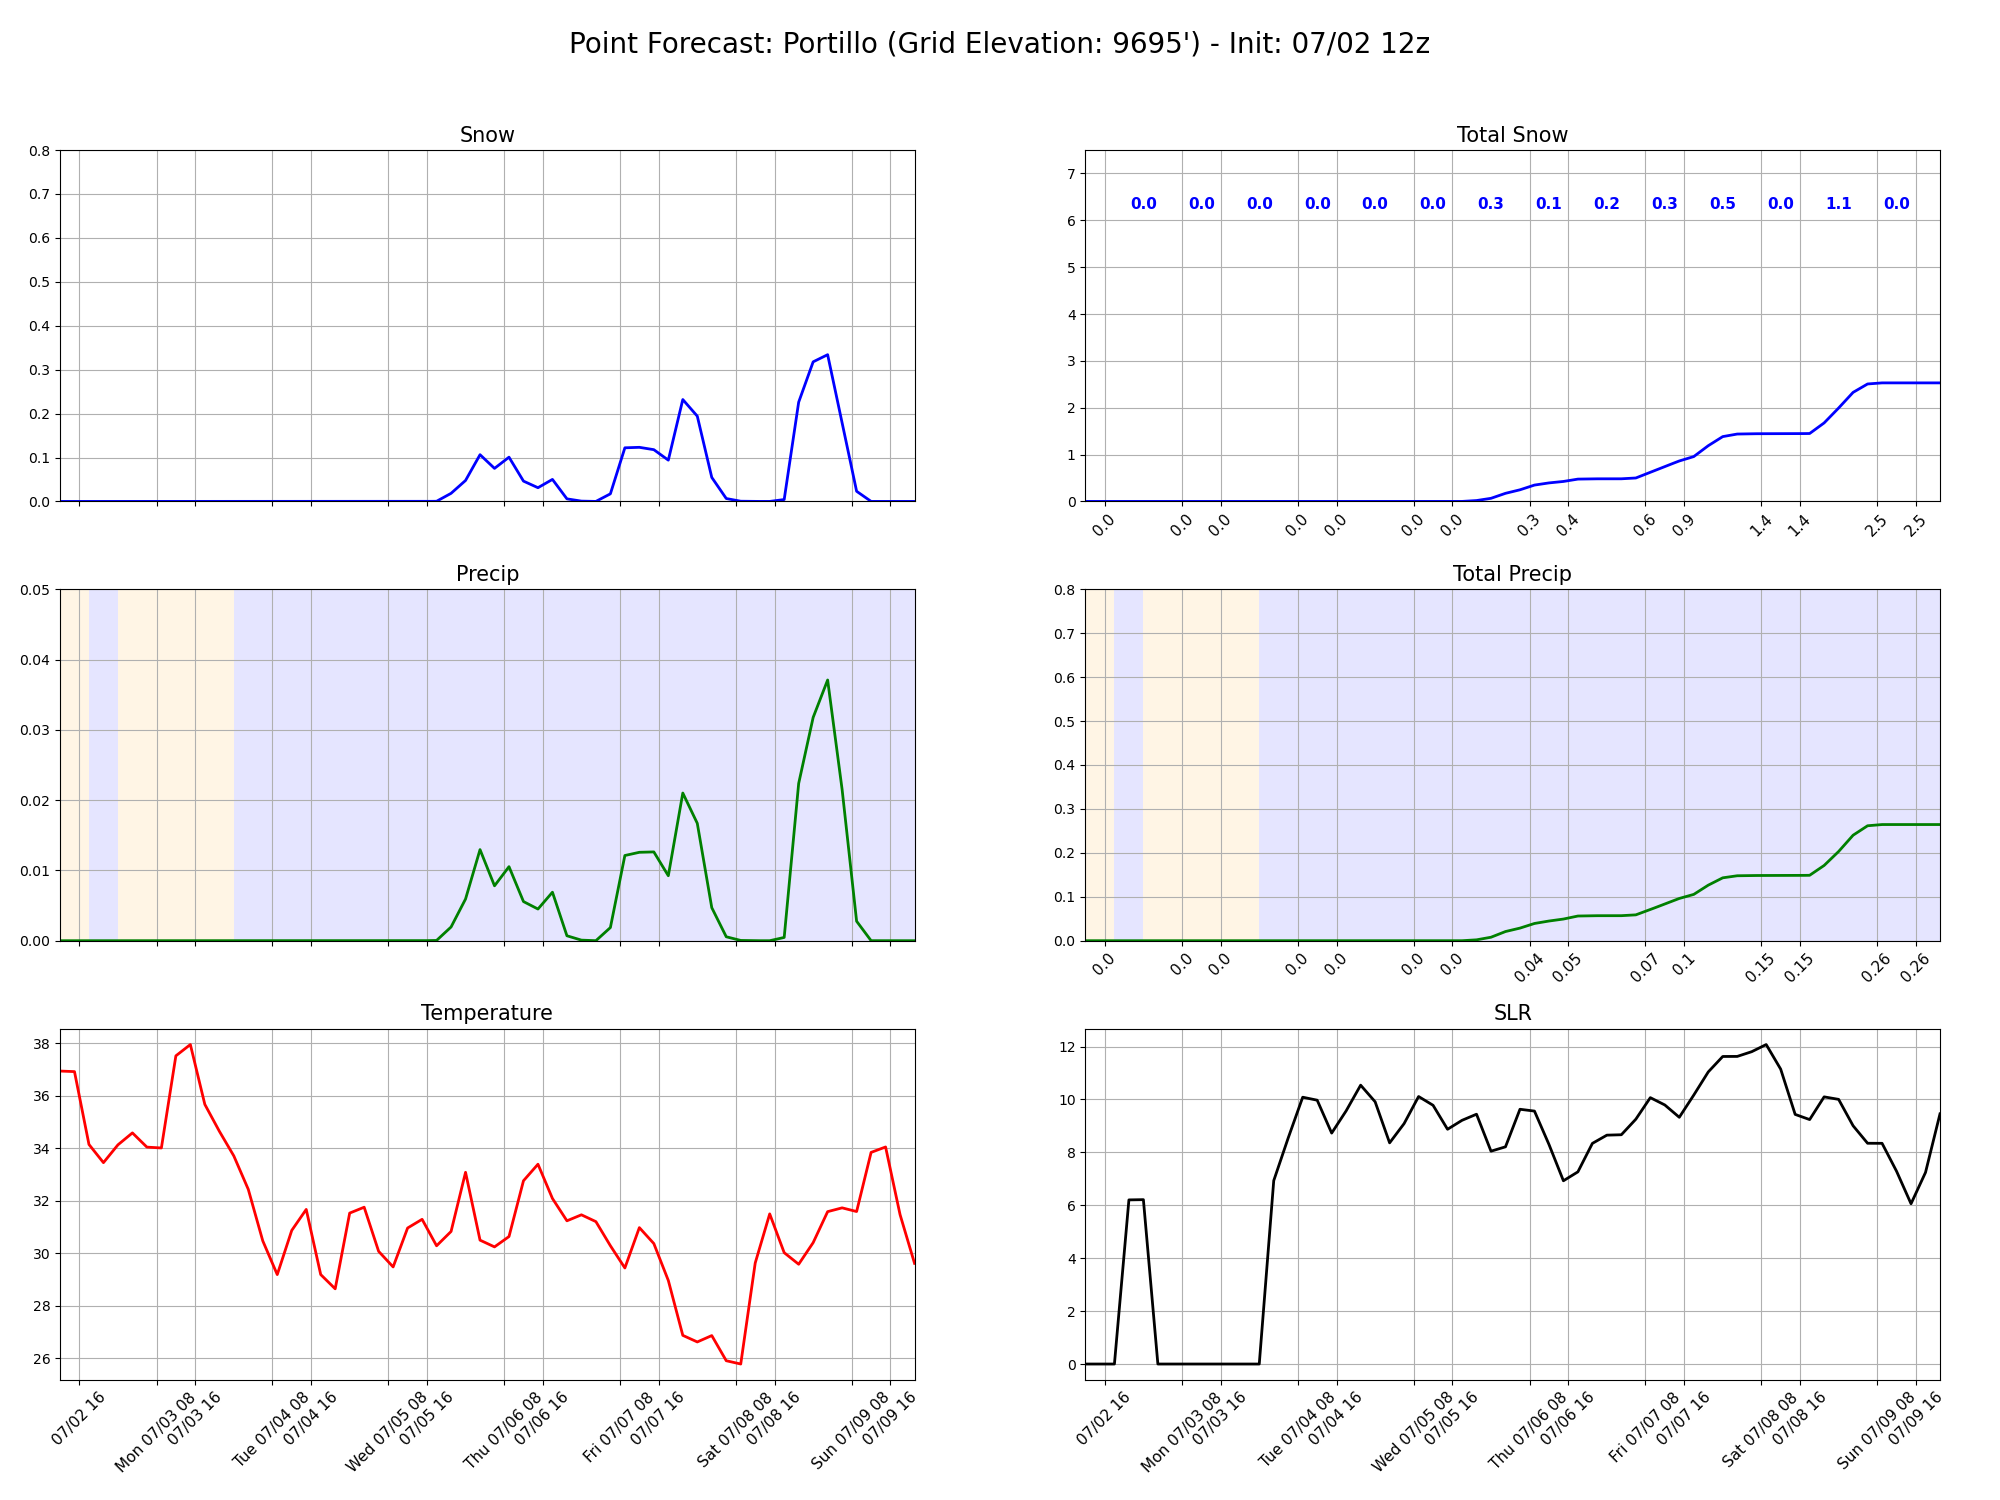 Point Forecast: Portillo (Grid Elevation: 9695') - Init: 07/02 12z
Snow
0.8
0.7
0.6
0.5
0.4
0.3
0.2
0.1
0.0
Total Snow
7
6
5
4
3
2
1
0
0.0 0.0 0.0 0.0 0.0 0.0 0.3 0.1 0.2 0.3 0.5 0.0 1.1 0.0
0.0 0.0 0.0 0.0 0.0 0.0 0.0 0.3 0.4 0.6 0.9 1.4 1.4 2.5 2.5
Precip
0.05
0.04
0.03
0.02
0.01
0.00
Total Precip
0.8
0.7
0.6
0.5
0.4
0.3
0.2
0.1
0.0
0.0 0.0 0.0 0.0 0.0 0.0 0.0 0.04 0.05 0.07 0.1 0.15 0.15 0.26 0.26
Temperature
38
36
34
32
30
28
26
07/02 16
Mon 07/03 08
07/03 16
Tue 07/04 08
07/04 16
Wed 07/05 08
07/05 16
Thu 07/06 08
07/06 16
Fri 07/07 08
07/07 16
Sat 07/08 08
07/08 16
Sun 07/09 08
07/09 16
SLR
12
10
8
6
4
2
0
07/02 16
Mon 07/03 08
07/03 16
Tue 07/04 08
07/04 16
Wed 07/05 08
07/05 16
Thu 07/06 08
07/06 16
Fri 07/07 08
07/07 16
Sat 07/08 08
07/08 16
Sun 07/09 08
07/09 16